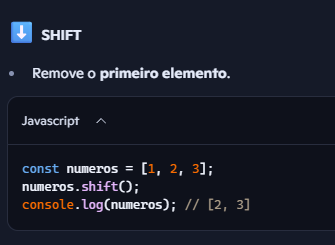 SHIFT
Remove o primeiro elemento.
Javascript
const numeros = [1, 2, 3];
numeros.shift();
console.log(numeros); // [2, 3]